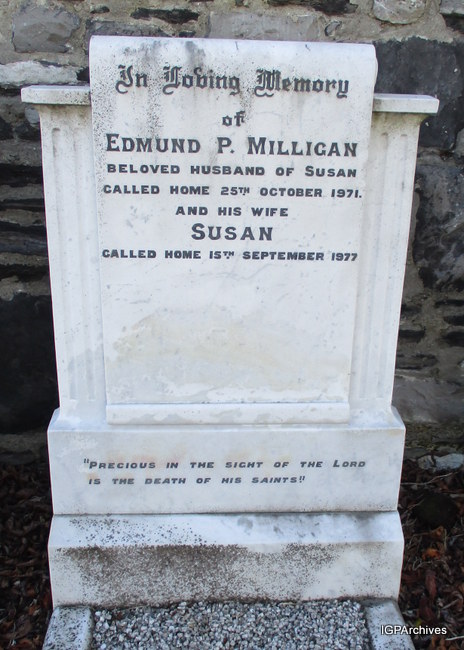 In Loving Memory
of
EDMUND P. MILLIGAN
BELOVED HUSBAND OF SUSAN
CALLED HOME 25TH OCTOBER 1971.
AND HIS WIFE
SUSAN
CALLED HOME 15TH SEPTEMBER 1977
"PRECIOUS IN THE SIGHT OF THE LORD
IS THE DEATH OF HIS SAINTS!"
IGPArchives